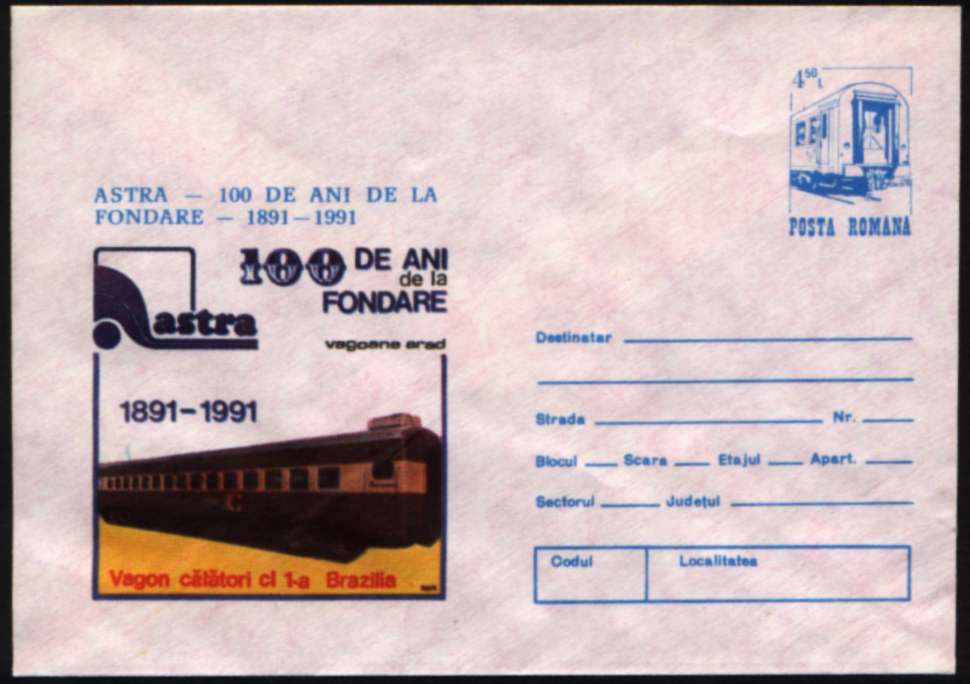 4⁵⁰ L
POSTA ROMANA
ASTRA — 100 DE ANI DE LA
FONDARE — 1891—1991
astra
100 DE ANI
de la
FONDARE
vagoane arad
1891-1991
Vagon călători cl 1-a Brazilia
Destinatar
Strada Nr.
Blocul Scara Etajul Apart.
Sectorul Județul
Codul Localitatea